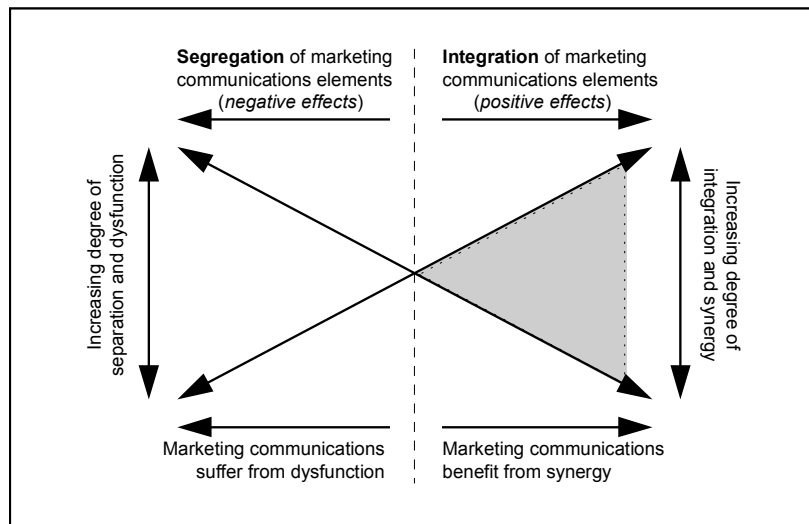 Segregation of marketing
communications elements
(negative effects)
Integration of marketing
communications elements
(positive effects)
Increasing degree of
separation and dysfunction
Increasing degree of
integration and synergy
Marketing communications
suffer from dysfunction
Marketing communications
benefit from synergy